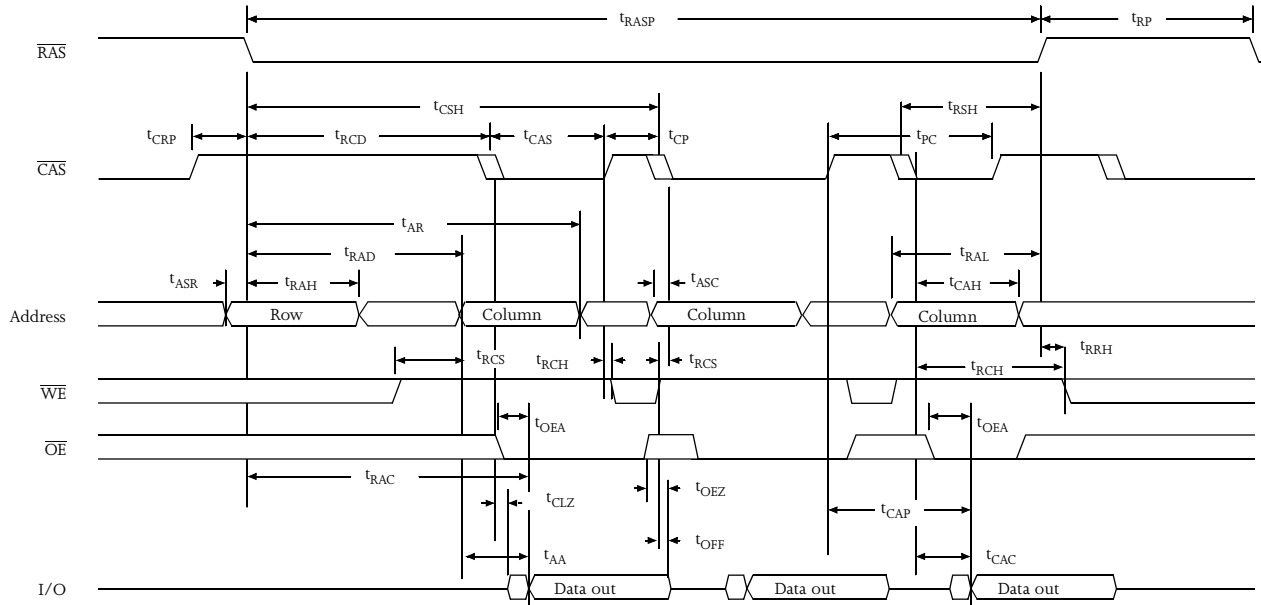 tRASP tRP
RAS
tCSH tRSH
tCRP tRCD tCAS tCP tPC
CAS
tAR
tRAD tRAL
tASR tRAH tASC tCAH
Address Row Column Column Column
tRRH
tRCS tRCH tRCS tRCH
WE
tOEA tOEA
OE
tRAC tCLZ tOEZ
tCAP
tOFF
tAA tCAC
I/O Data out Data out Data out